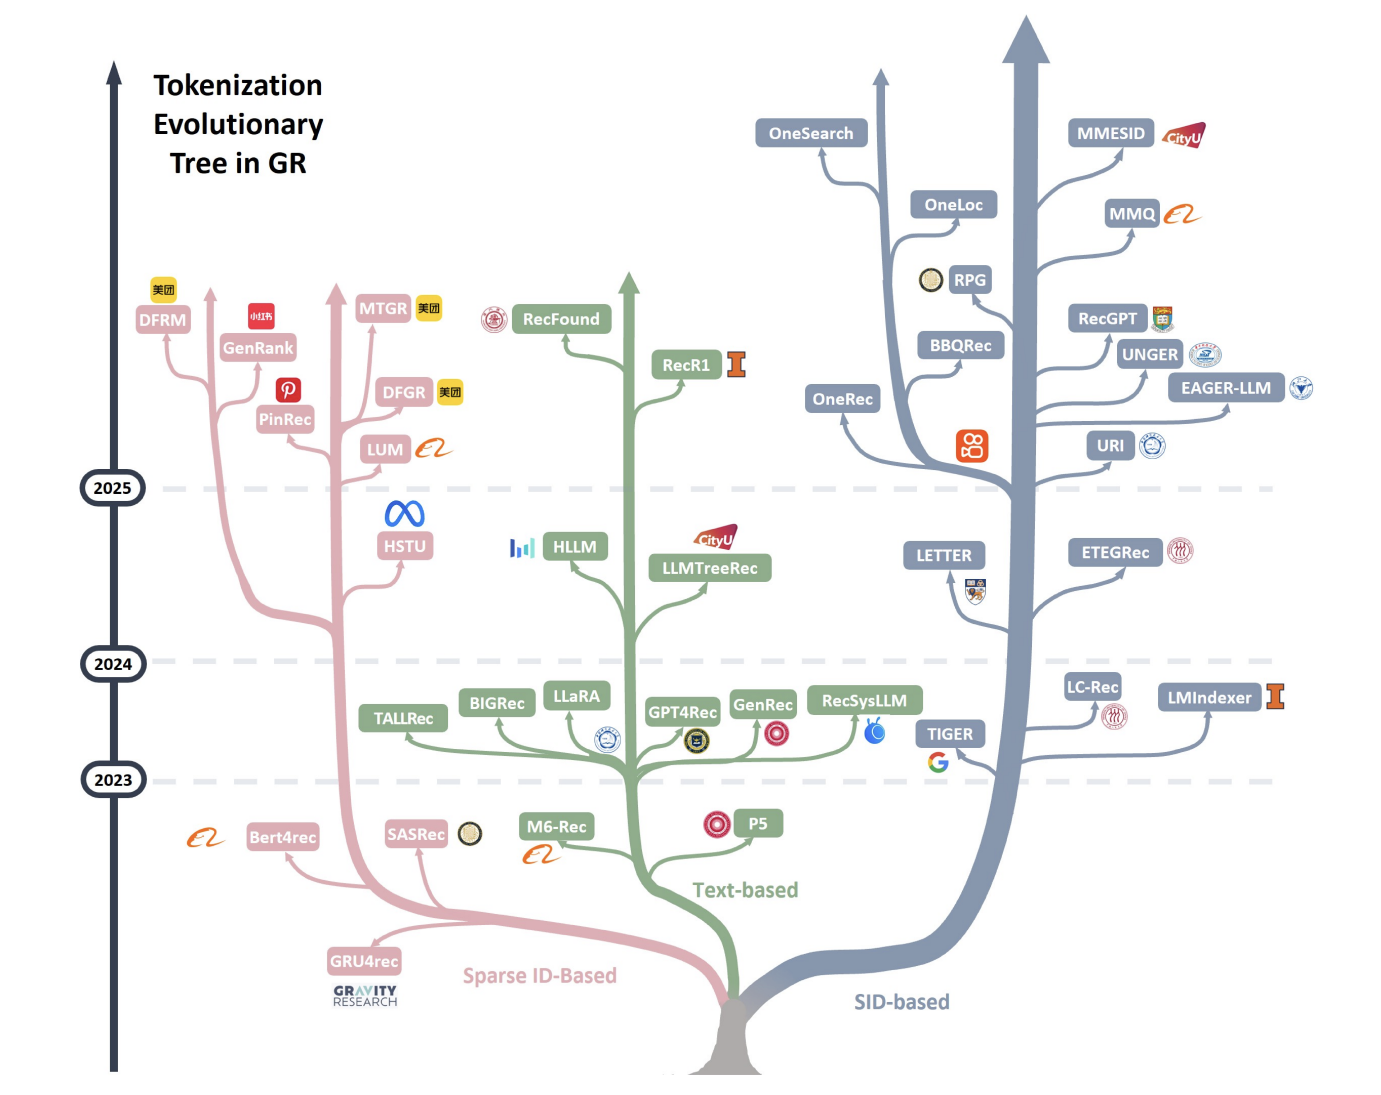 Tokenization
Evolutionary
Tree in GR
OneSearch
MMESID
CityU
OneLoc
MMQ
RPG
美团
DFRM
小红书
GenRank
MTGR
美团
RecFound
RecGPT
BBQRec
UNGER
RecR1
DFGR
美团
EAGER-LLM
PinRec
OneRec
LUM
URI
2025
HSTU
HLLM
CityU
LLMTreeRec
LETTER
ETEGRec
2024
TALLRec
BIGRec
LLaRA
GPT4Rec
GenRec
RecSysLLM
LC-Rec
LMIndexer
TIGER
2023
Bert4rec
SASRec
M6-Rec
P5
Text-based
GRU4rec
GRAVITY
RESEARCH
Sparse ID-Based
SID-based